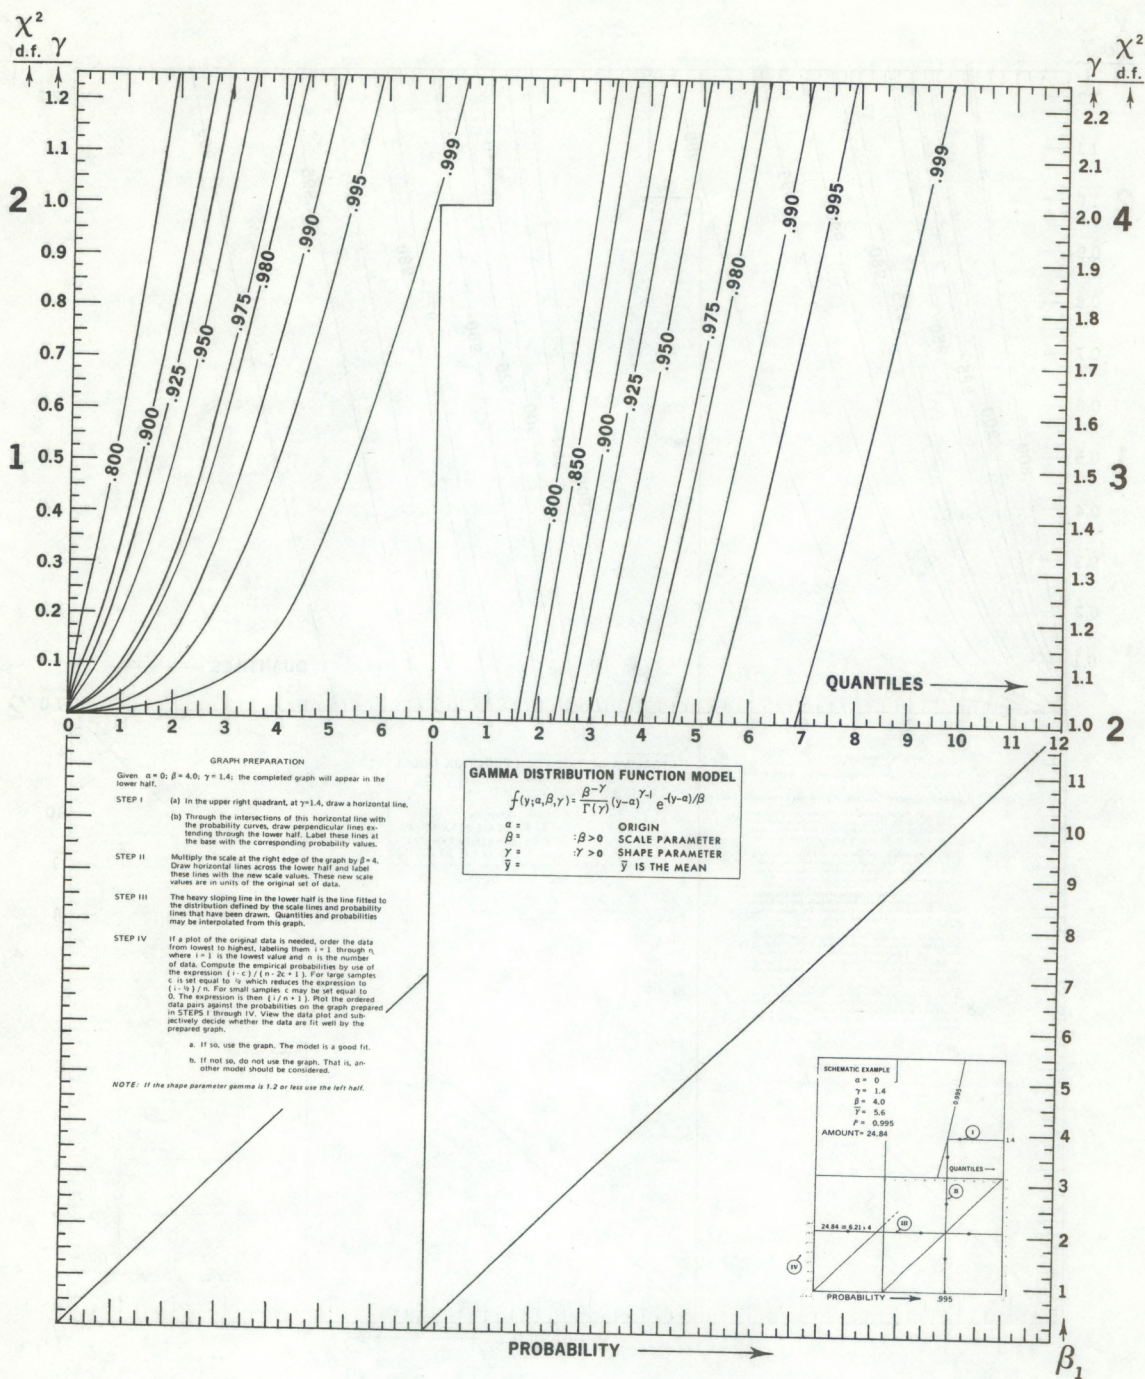 χ² d.f. γ
γ χ² d.f.
1.2
1.1
1.0
0.9
0.8
0.7
0.6
0.5
0.4
0.3
0.2
0.1
2
1
.800
.900
.925
.950
.975
.980
.990
.995
.999
.800
.850
.900
.925
.950
.975
.980
.990
.995
.999
2.2
2.1
2.0
1.9
1.8
1.7
1.6
1.5
1.4
1.3
1.2
1.1
1.0
4
3
2
QUANTILES
0 1 2 3 4 5 6 0 1 2 3 4 5 6 7 8 9 10 11 12
GRAPH PREPARATION
Given α = 0; β = 4.0; γ = 1.4; the completed graph will appear in the
lower half.
STEP I (a) In the upper right quadrant, at γ=1.4, draw a horizontal line.
(b) Through the intersections of this horizontal line with
the probability curves, draw perpendicular lines ex-
tending through the lower half. Label these lines at
the base with the corresponding probability values.
STEP II Multiply the scale at the right edge of the graph by β=4.
Draw horizontal lines across the lower half and label
these lines with the new scale values. These new scale
values are in units of the original set of data.
STEP III The heavy sloping line in the lower half is the line fitted to
the distribution defined by the scale lines and probability
lines that have been drawn. Quantities and probabilities
may be interpolated from this graph.
STEP IV If a plot of the original data is needed, order the data
from lowest to highest, labeling them i = 1 through n,
where i = 1 is the lowest value and n is the number
of data. Compute the empirical probabilities by use of
the expression (i - c) / (n - 2c + 1). For large samples
c is set equal to ½ which reduces the expression to
(i - ½) / n. For small samples c may be set equal to
0. The expression is then (i / n + 1). Plot the ordered
data pairs against the probabilities on the graph prepared
in STEPS I through IV. View the data plot and sub-
jectively decide whether the data are fit well by the
prepared graph.
a. If so, use the graph. The model is a good fit.
b. If not so, do not use the graph. That is, an-
other model should be considered.
NOTE: If the shape parameter gamma is 1.2 or less use the left half.
GAMMA DISTRIBUTION FUNCTION MODEL
f(y;α,β,γ) = β^-γ / Γ(γ) (y-α)^γ-1 e^-(y-α)/β
α = ORIGIN
β = :β>0 SCALE PARAMETER
γ = :γ>0 SHAPE PARAMETER
ȳ = ȳ IS THE MEAN
11
10
9
8
7
6
5
4
3
2
1
β₁
SCHEMATIC EXAMPLE
α = 0
γ = 1.4
β = 4.0
Ȳ = 5.6
P = 0.995
AMOUNT= 24.84
0.995
I
1.4
QUANTILES
II
24.84 = 6.21 x 4
III
IV
PROBABILITY
.995
1
PROBABILITY